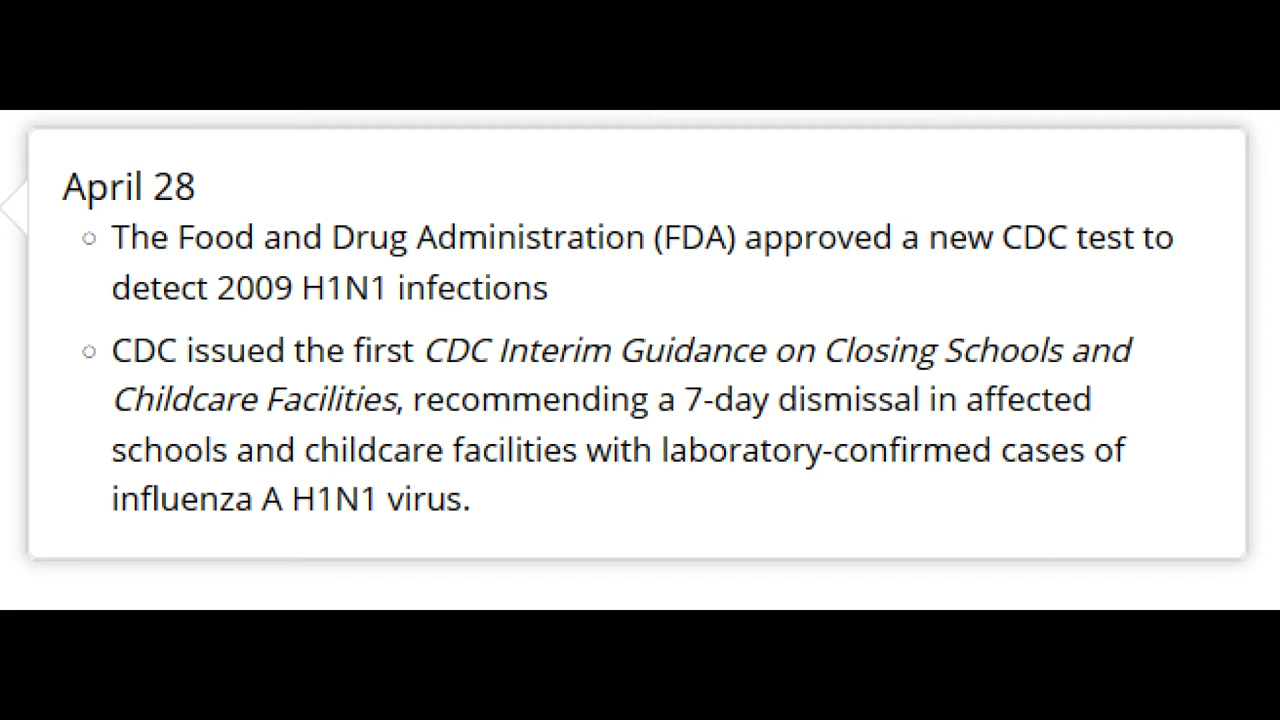 April 28
The Food and Drug Administration (FDA) approved a new CDC test to
detect 2009 H1N1 infections
CDC issued the first CDC Interim Guidance on Closing Schools and
Childcare Facilities, recommending a 7-day dismissal in affected
schools and childcare facilities with laboratory-confirmed cases of
influenza A H1N1 virus.